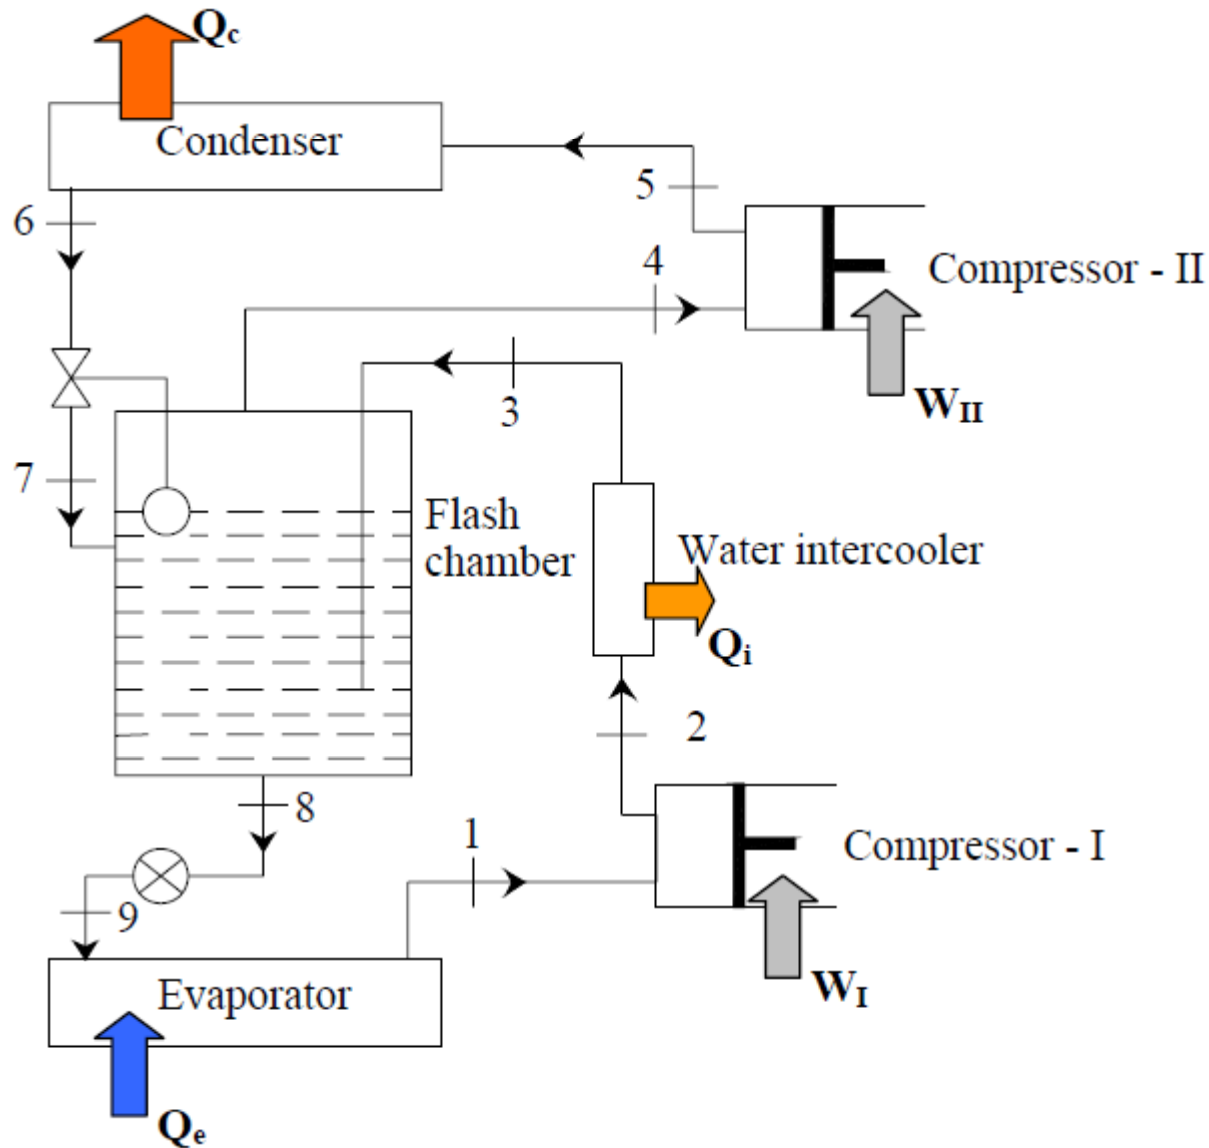 Qc
Condenser
5
6
4
Compressor - II
WII
3
7
Flash
chamber
Water intercooler
Qi
2
8
1
Compressor - I
9
Evaporator
WI
Qe